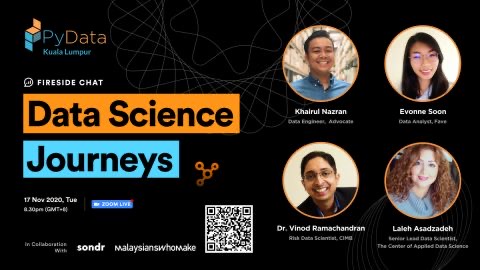 PyData
Kuala Lumpur
FIRESIDE CHAT
Data Science
Journeys
17 Nov 2020, Tue
8.30pm (GMT+8)
ZOOM LIVE
In Collaboration
With
sondr
malaysianswhomake
Khairul Nazran
Data Engineer, Advocate
Evonne Soon
Data Analyst, Fave
Dr. Vinod Ramachandran
Risk Data Scientist, CIMB
Laleh Asadzadeh
Senior Lead Data Scientist,
The Center of Applied Data Science